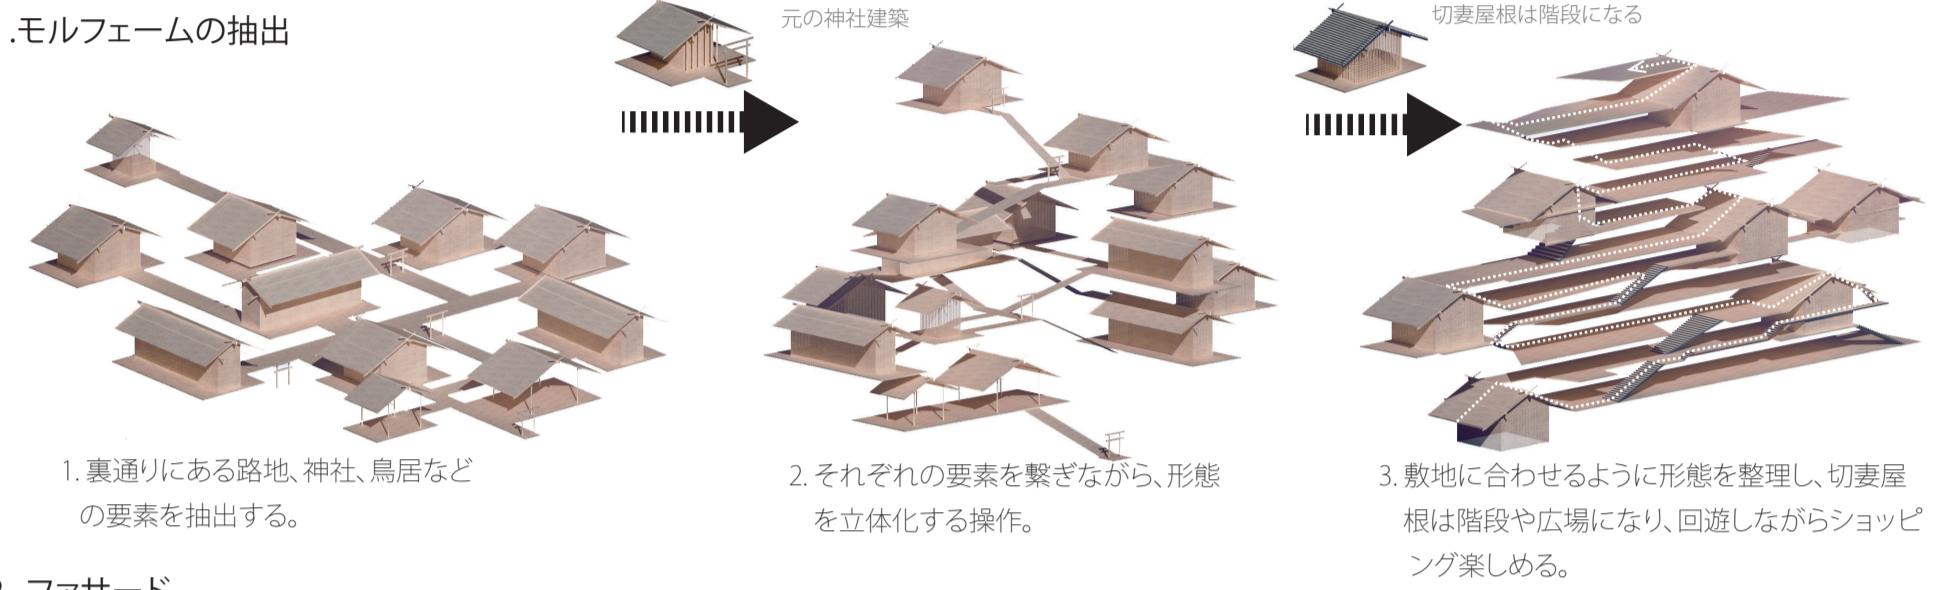 .モルフェームの抽出
元の神社建築
切妻屋根は階段になる
1. 裏通りにある路地、神社、鳥居など
の要素を抽出する。
2. それぞれの要素を繋ぎながら、形態
を立体化する操作。
3. 敷地に合わせるように形態を整理し、切妻屋
根は階段や広場になり、回遊しながらショッピ
ング楽しめる。
ファサード